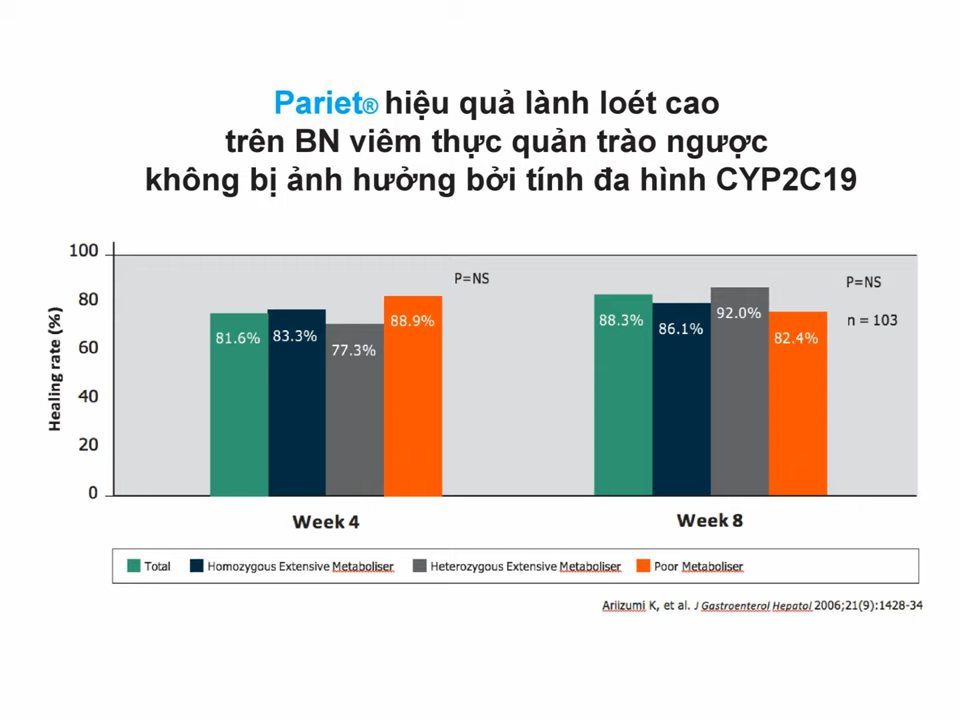 Pariet® hiệu quả lành loét cao
trên BN viêm thực quản trào ngược
không bị ảnh hưởng bởi tính đa hình CYP2C19
Healing rate (%)
100
80
60
40
20
0
81.6%
83.3%
77.3%
88.9%
P=NS
88.3%
86.1%
92.0%
82.4%
P=NS
n = 103
Week 4
Week 8
Total
Homozygous Extensive Metaboliser
Heterozygous Extensive Metaboliser
Poor Metaboliser
Ariizumi K, et al. J Gastroenterol Hepatol 2006;21(9):1428-34